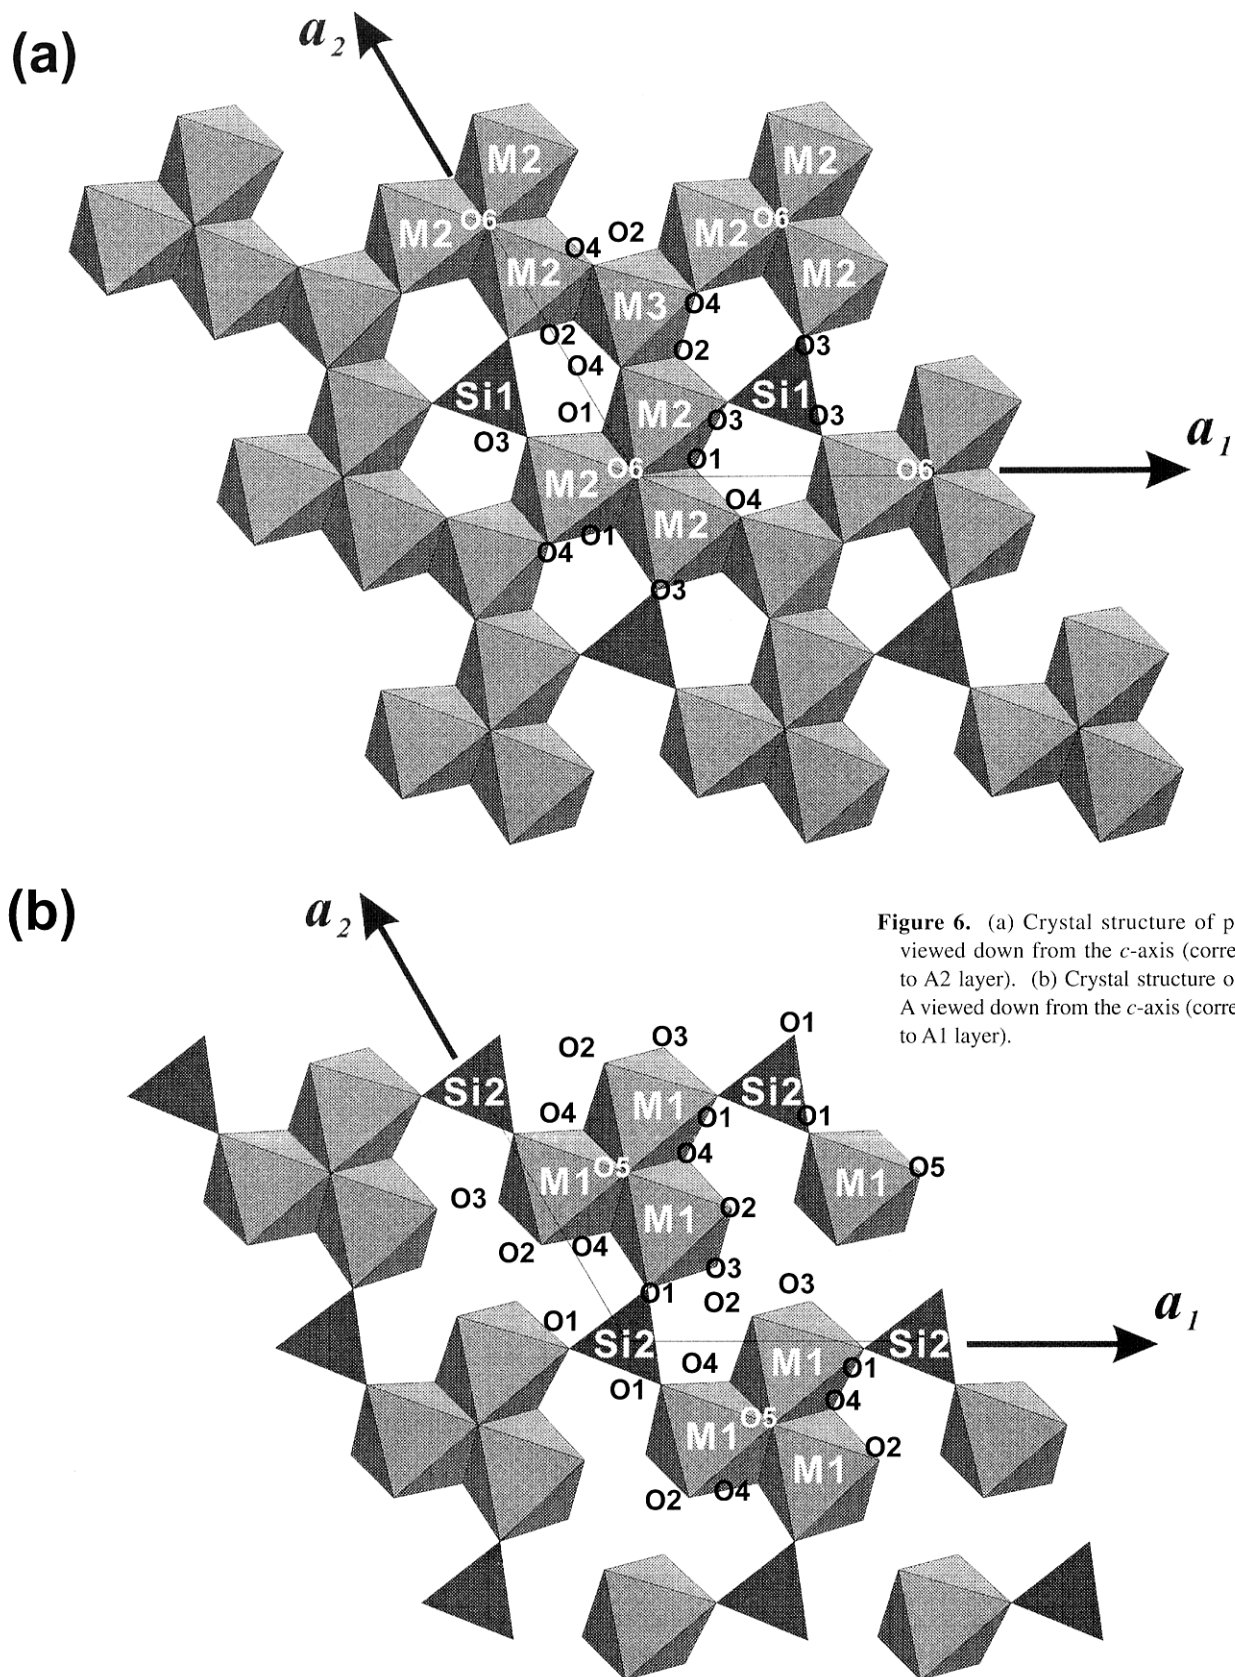 (a)
a2
M2 M2
M2 O6 M2 O6
O4 O2
M2 M2
M3 O4
O2 O2 O3
O4
Si1 Si1
O1 M2 O3 O3
O3 O1
M2 O6 O6 a1
O4
M2
O4 O1
O3
(b)
a2
Figure 6. (a) Crystal structure of p
viewed down from the c-axis (corre
to A2 layer). (b) Crystal structure o
A viewed down from the c-axis (corre
to A1 layer).
O2 O3 O1
Si2 M1 Si2
O4 O1 O1
O4
M1 O5 M1 O5
O3 M1 O2
O2 O4
O3
O1 O2 O3
O1 Si2 Si2 a1
O4 M1 O1
O1 O4
M1 O5 O2
M1
O2 O4